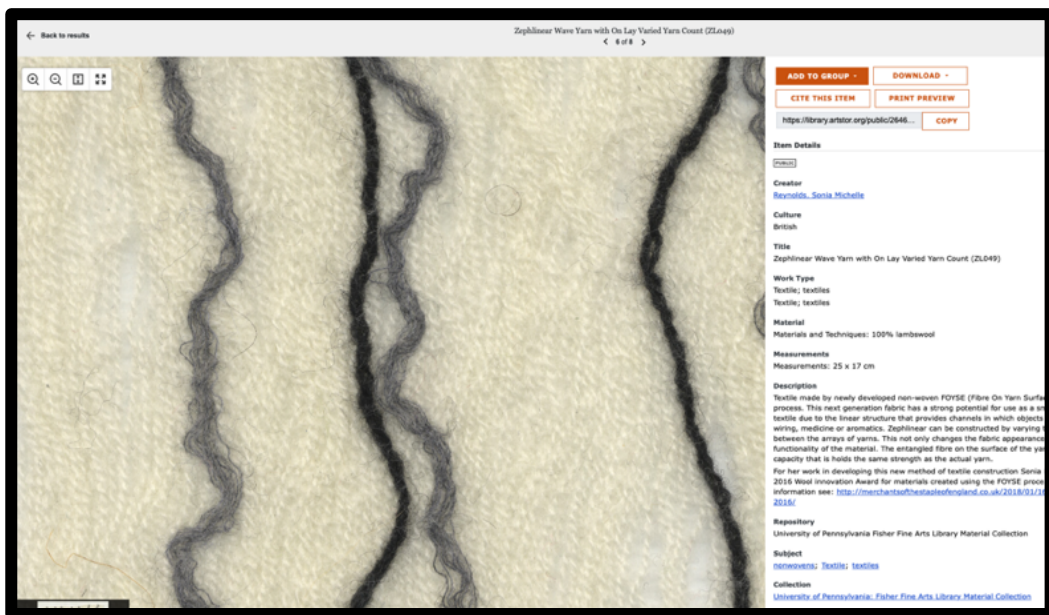 Back to results
Zephlinear Wave Yarn with On Lay Varied Yarn Count (ZL049)
6 of 8
ADD TO GROUP
DOWNLOAD
CITE THIS ITEM
PRINT PREVIEW
https://library.artstor.org/public/2646...
COPY
Item Details
PUBLIC
Creator
Reynolds, Sonia Michelle
Culture
British
Title
Zephlinear Wave Yarn with On Lay Varied Yarn Count (ZL049)
Work Type
Textile; textiles
Textile; textiles
Material
Materials and Techniques: 100% lambswool
Measurements
Measurements: 25 x 17 cm
Description
Textile made by newly developed non-woven FOYSE (Fibre On Yarn
process. This next generation fabric has a strong potential for use as a
textile due to the linear structure that provides channels in which objects
wiring, medicine or aromatics. Zephlinear can be constructed by varying
between the arrays of yarns. This not only changes the fabric appearance
functionality of the material. The entangled fibre on the surface of the
capacity that is holds the same strength as the actual yarn.
For her work in developing this new method of textile construction Sonia
2016 Wool innovation Award for materials created using the FOYSE
information see: http://merchantsofthestapleofengland.co.uk/2018/01/
2016/
Repository
University of Pennsylvania Fisher Fine Arts Library Material Collection
Subject
nonwovens; Textile; textiles
Collection
University of Pennsylvania: Fisher Fine Arts Library Material Collection